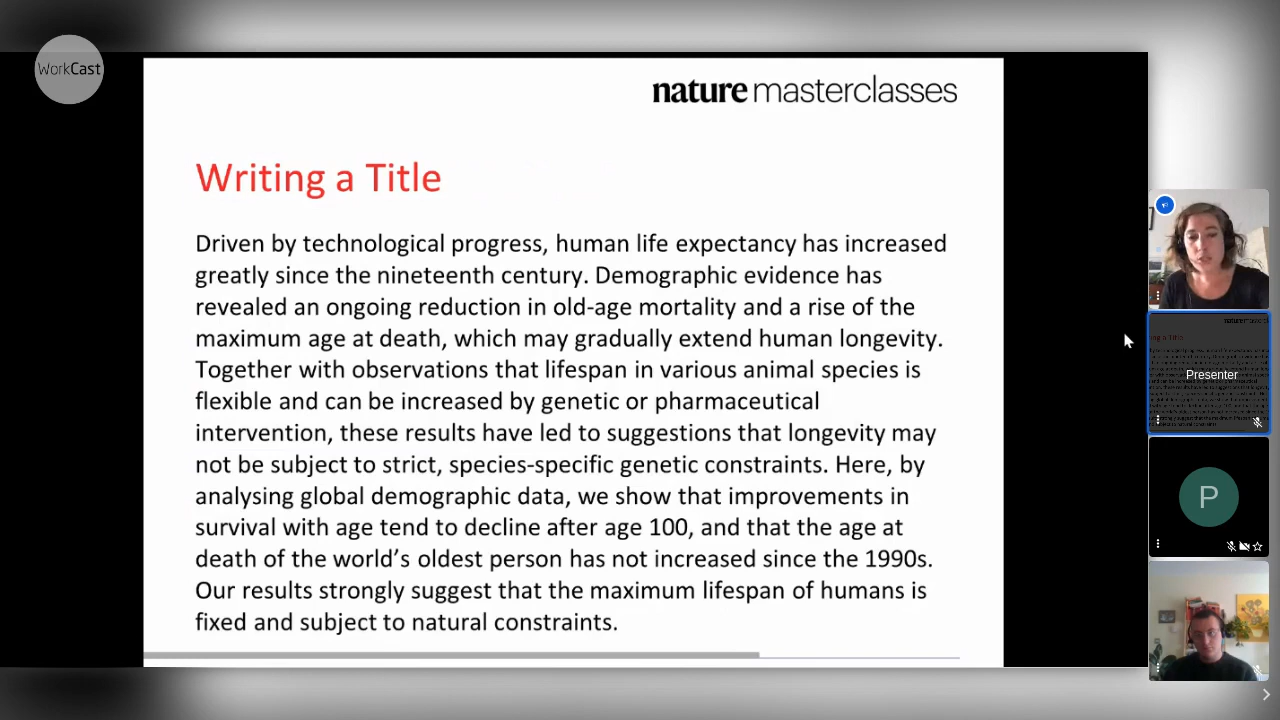 WorkCast
nature masterclasses
Writing a Title
Driven by technological progress, human life expectancy has increased
greatly since the nineteenth century. Demographic evidence has
revealed an ongoing reduction in old-age mortality and a rise of the
maximum age at death, which may gradually extend human longevity.
Together with observations that lifespan in various animal species is
flexible and can be increased by genetic or pharmaceutical
intervention, these results have led to suggestions that longevity may
not be subject to strict, species-specific genetic constraints. Here, by
analysing global demographic data, we show that improvements in
survival with age tend to decline after age 100, and that the age at
death of the world’s oldest person has not increased since the 1990s.
Our results strongly suggest that the maximum lifespan of humans is
fixed and subject to natural constraints.
Presenter
P